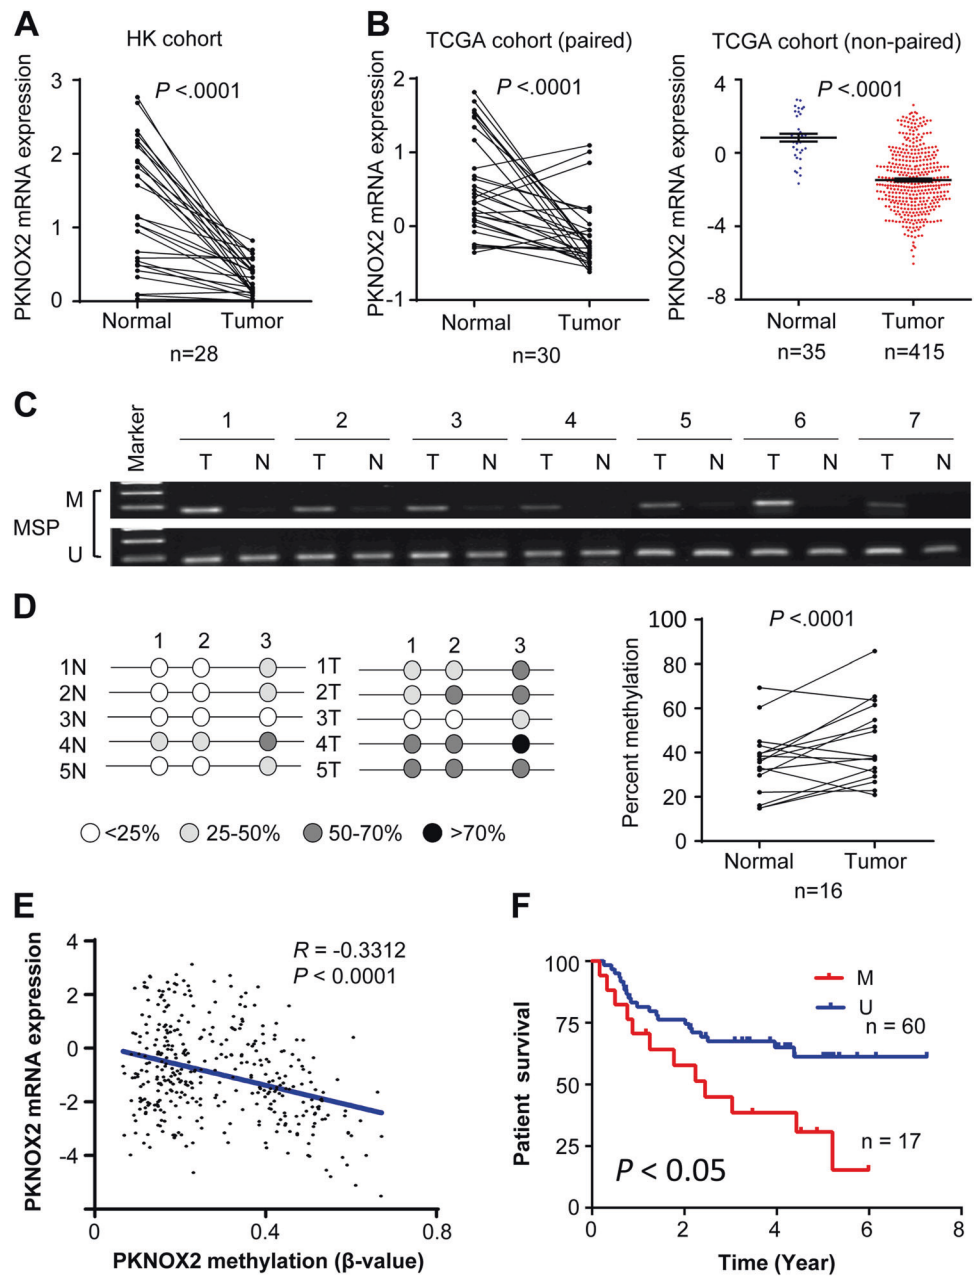 A
HK cohort
PKNOX2 mRNA expression
3
2
1
0
P <.0001
Normal Tumor
n=28
B
TCGA cohort (paired)
PKNOX2 mRNA expression
2
1
0
-1
P <.0001
Normal Tumor
n=30
TCGA cohort (non-paired)
PKNOX2 mRNA expression
4
0
-4
-8
P <.0001
Normal Tumor
n=35 n=415
C
Marker
1 2 3 4 5 6 7
T N T N T N T N T N T N T N
MSP
M
U
D
1 2 3
1N
2N
3N
4N
5N
1 2 3
1T
2T
3T
4T
5T
<25% 25-50% 50-70% >70%
Percent methylation
100
80
60
40
20
0
P <.0001
Normal Tumor
n=16
E
PKNOX2 mRNA expression
4
2
0
-2
-4
R = -0.3312
P < 0.0001
0 0.4 0.8
PKNOX2 methylation (β-value)
F
Patient survival
100
75
50
25
0
M
U
n = 60
n = 17
P < 0.05
0 2 4 6 8
Time (Year)